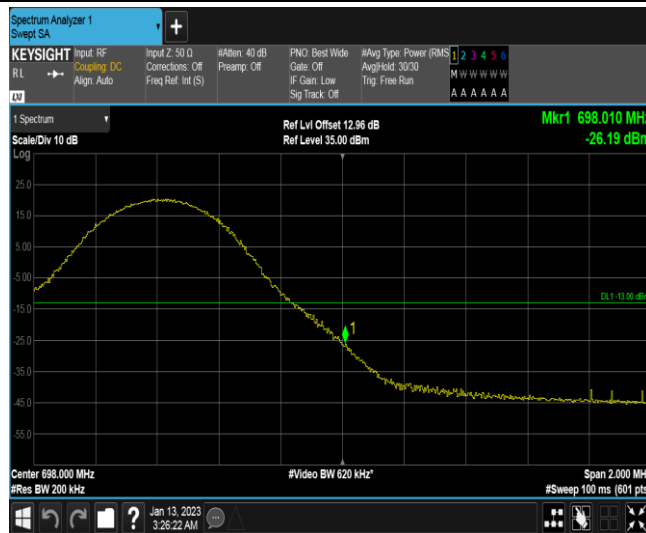 Spectrum Analyzer 1
Swept SA
KEYSIGHT
RL
Input: RF
Coupling: DC
Align: Auto
Input Z: 50 Ω
Corrections: Off
Freq Ref: Int (S)
#Atten: 40 dB
Preamp: Off
PNO: Best Wide
Gate: Off
IF Gain: Low
Sig Track: Off
#Avg Type: Power (RMS
Avg|Hold: 30/30
Trig: Free Run
1 2 3 4 5 6
M W W W W W
A A A A A A
1 Spectrum
Scale/Div 10 dB
Log
Ref Lvl Offset 12.96 dB
Ref Level 35.00 dBm
Mkr1 698.010 MHz
-26.19 dBm
25.0
15.0
5.00
-5.00
DL1 -13.00 dBm
-15.0
1
-25.0
-35.0
-45.0
-55.0
Center 698.000 MHz
#Res BW 200 kHz
#Video BW 620 kHz*
Span 2.000 MHz
#Sweep 100 ms (601 pts)
Jan 13, 2023
3:26:22 AM